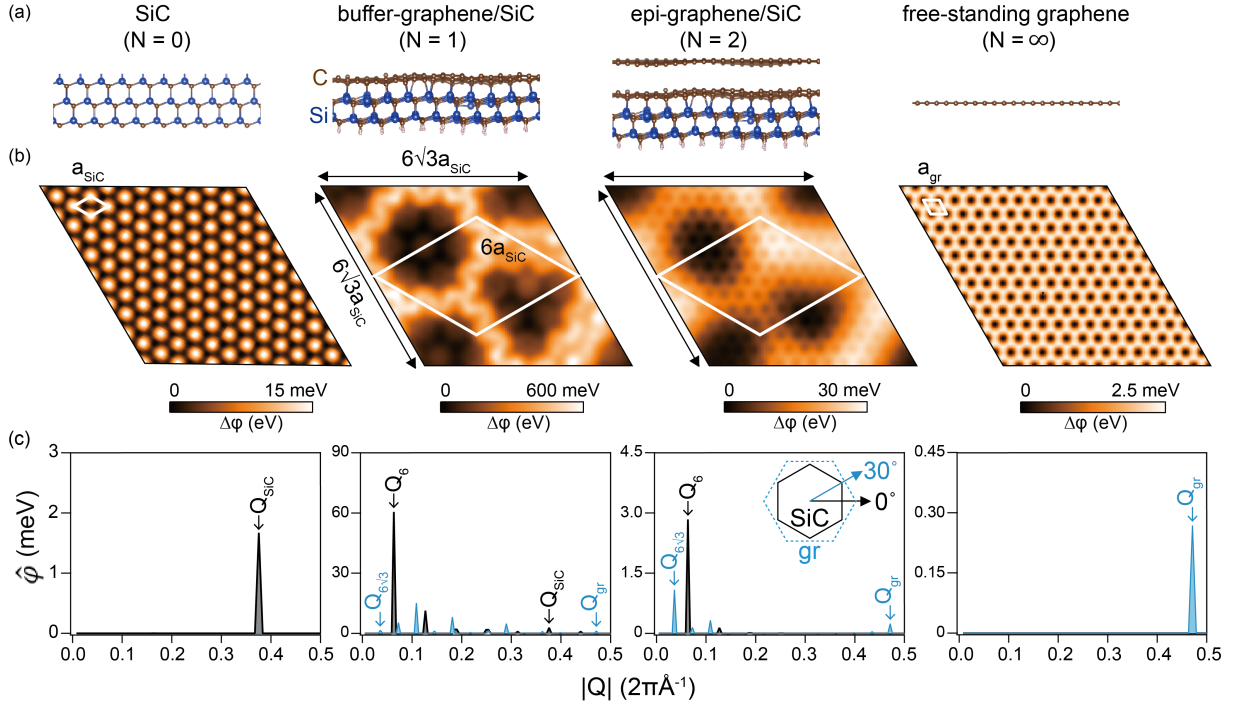 (a)
SiC
(N = 0)
buffer-graphene/SiC
(N = 1)
epi-graphene/SiC
(N = 2)
free-standing graphene
(N = ∞)
C
Si
(b)
a_SiC
6√3a_SiC
6√3a_SiC
6a_SiC
a_gr
0 15 meV
Δφ (eV)
0 600 meV
Δφ (eV)
0 30 meV
Δφ (eV)
0 2.5 meV
Δφ (eV)
(c)
φ̂ (meV)
3
2
1
0
Q_SiC
0.0 0.1 0.2 0.3 0.4 0.5
90
60
30
0
Q_6√3
Q_6
Q_SiC
Q_gr
0.0 0.1 0.2 0.3 0.4 0.5
4.5
3.0
1.5
0
Q_6√3
Q_6
30°
0°
SiC
gr
Q_gr
0.0 0.1 0.2 0.3 0.4 0.5
0.45
0.30
0.15
0
Q_gr
0.0 0.1 0.2 0.3 0.4 0.5
|Q| (2πÅ⁻¹)